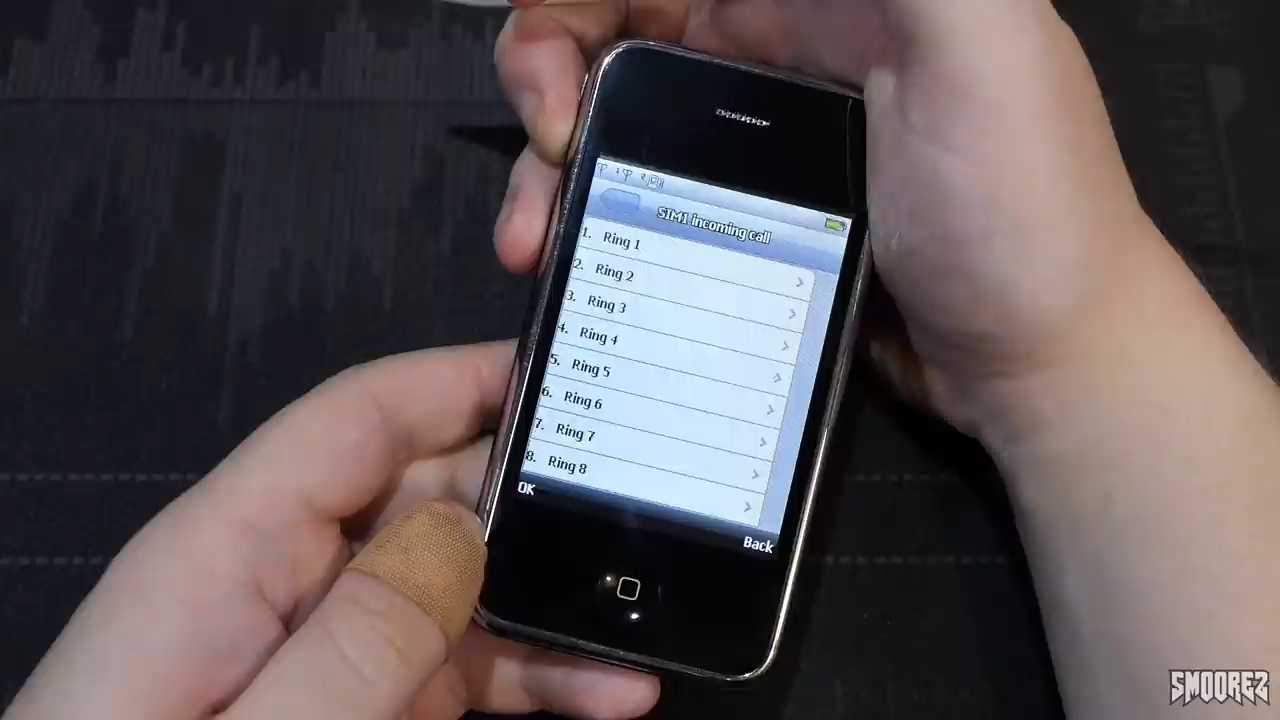 SIM1 incoming call
1. Ring 1
2. Ring 2
3. Ring 3
4. Ring 4
5. Ring 5
6. Ring 6
7. Ring 7
8. Ring 8
OK
Back
SMOOREZ